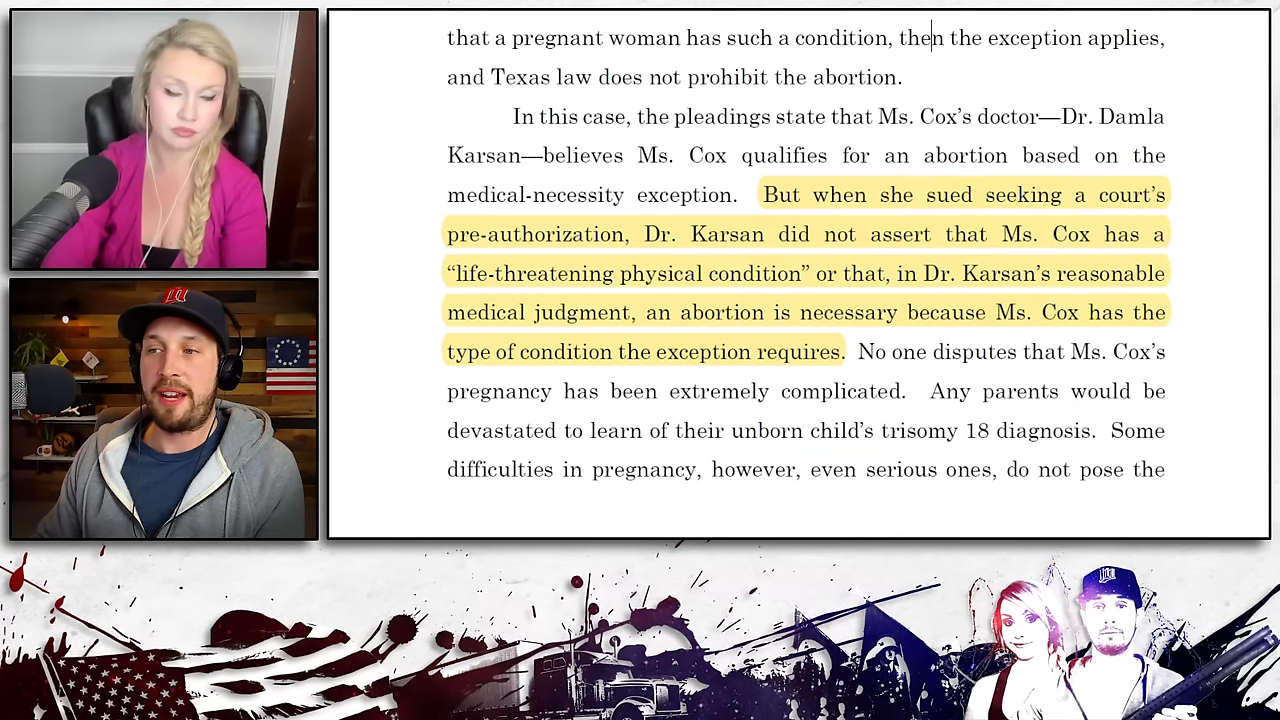 that a pregnant woman has such a condition, then the exception applies,
and Texas law does not prohibit the abortion.
In this case, the pleadings state that Ms. Cox’s doctor—Dr. Damla
Karsan—believes Ms. Cox qualifies for an abortion based on the
medical-necessity exception. But when she sued seeking a court’s
pre-authorization, Dr. Karsan did not assert that Ms. Cox has a
“life-threatening physical condition” or that, in Dr. Karsan’s reasonable
medical judgment, an abortion is necessary because Ms. Cox has the
type of condition the exception requires. No one disputes that Ms. Cox’s
pregnancy has been extremely complicated. Any parents would be
devastated to learn of their unborn child’s trisomy 18 diagnosis. Some
difficulties in pregnancy, however, even serious ones, do not pose the